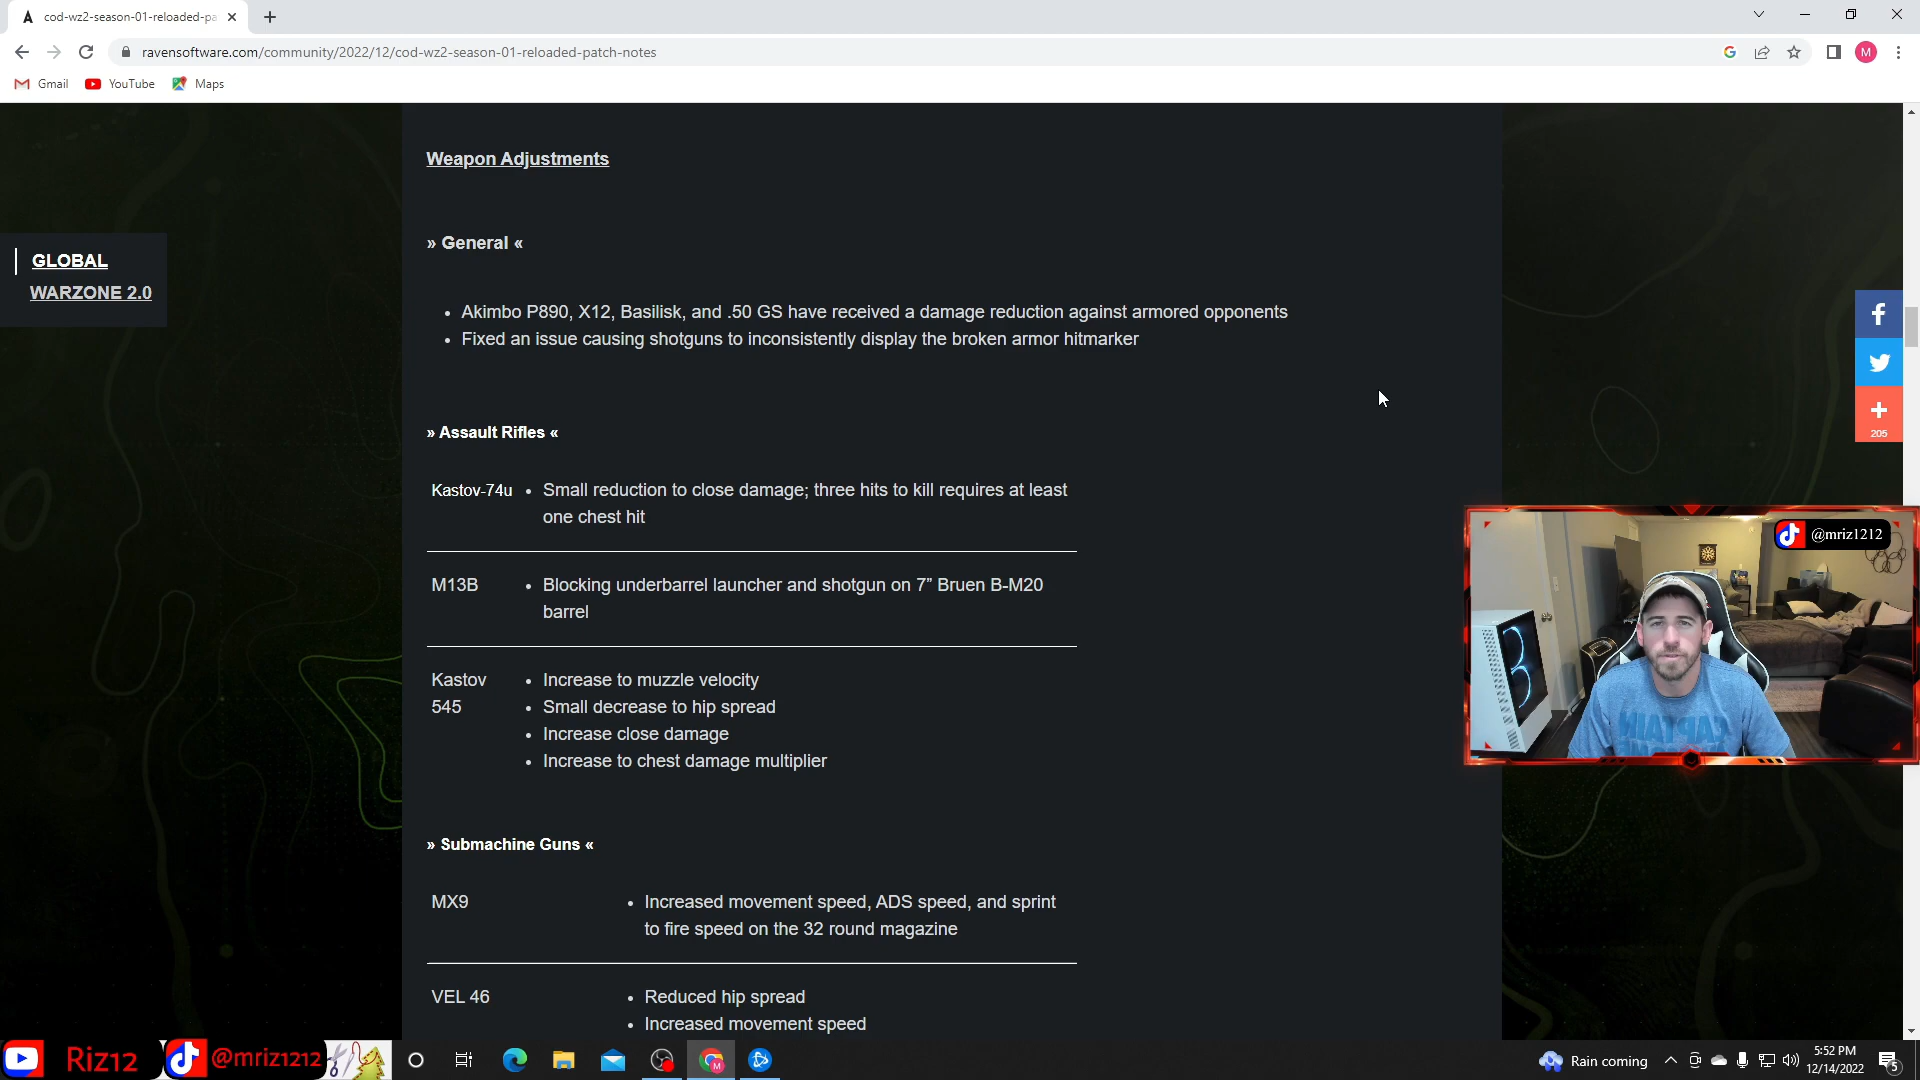 cod-wz2-season-01-reloaded-pa
ravensoftware.com/community/2022/12/cod-wz2-season-01-reloaded-patch-notes
M
Gmail YouTube Maps
Weapon Adjustments
» General «
GLOBAL
WARZONE 2.0
• Akimbo P890, X12, Basilisk, and .50 GS have received a damage reduction against armored opponents
• Fixed an issue causing shotguns to inconsistently display the broken armor hitmarker
205
» Assault Rifles «
Kastov-74u • Small reduction to close damage; three hits to kill requires at least
one chest hit
@mriz1212
M13B • Blocking underbarrel launcher and shotgun on 7” Bruen B-M20
barrel
Kastov • Increase to muzzle velocity
545 • Small decrease to hip spread
• Increase close damage
• Increase to chest damage multiplier
» Submachine Guns «
MX9 • Increased movement speed, ADS speed, and sprint
to fire speed on the 32 round magazine
VEL 46 • Reduced hip spread
• Increased movement speed
Riz12 @mriz1212
Rain coming
5:52 PM
12/14/2022
5